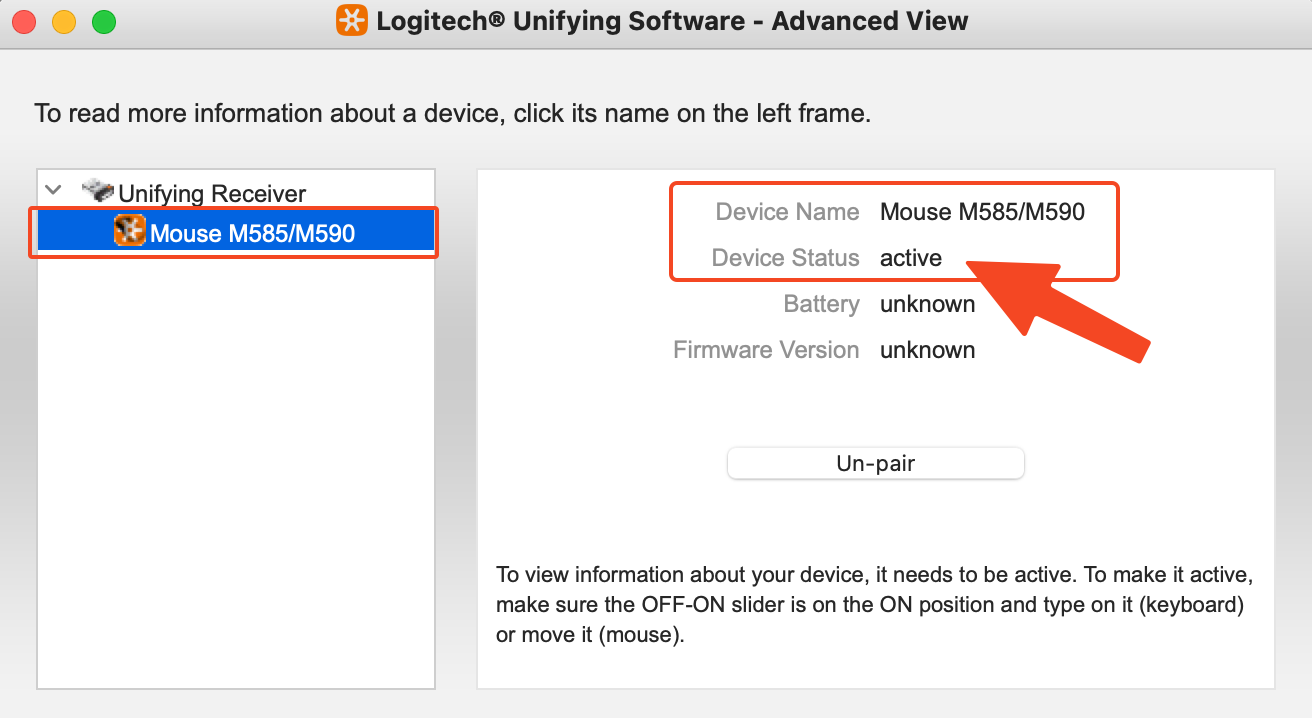 Logitech® Unifying Software - Advanced View
To read more information about a device, click its name on the left frame.
Unifying Receiver
Mouse M585/M590
Device Name Mouse M585/M590
Device Status active
Battery unknown
Firmware Version unknown
Un-pair
To view information about your device, it needs to be active. To make it active,
make sure the OFF-ON slider is on the ON position and type on it (keyboard)
or move it (mouse).